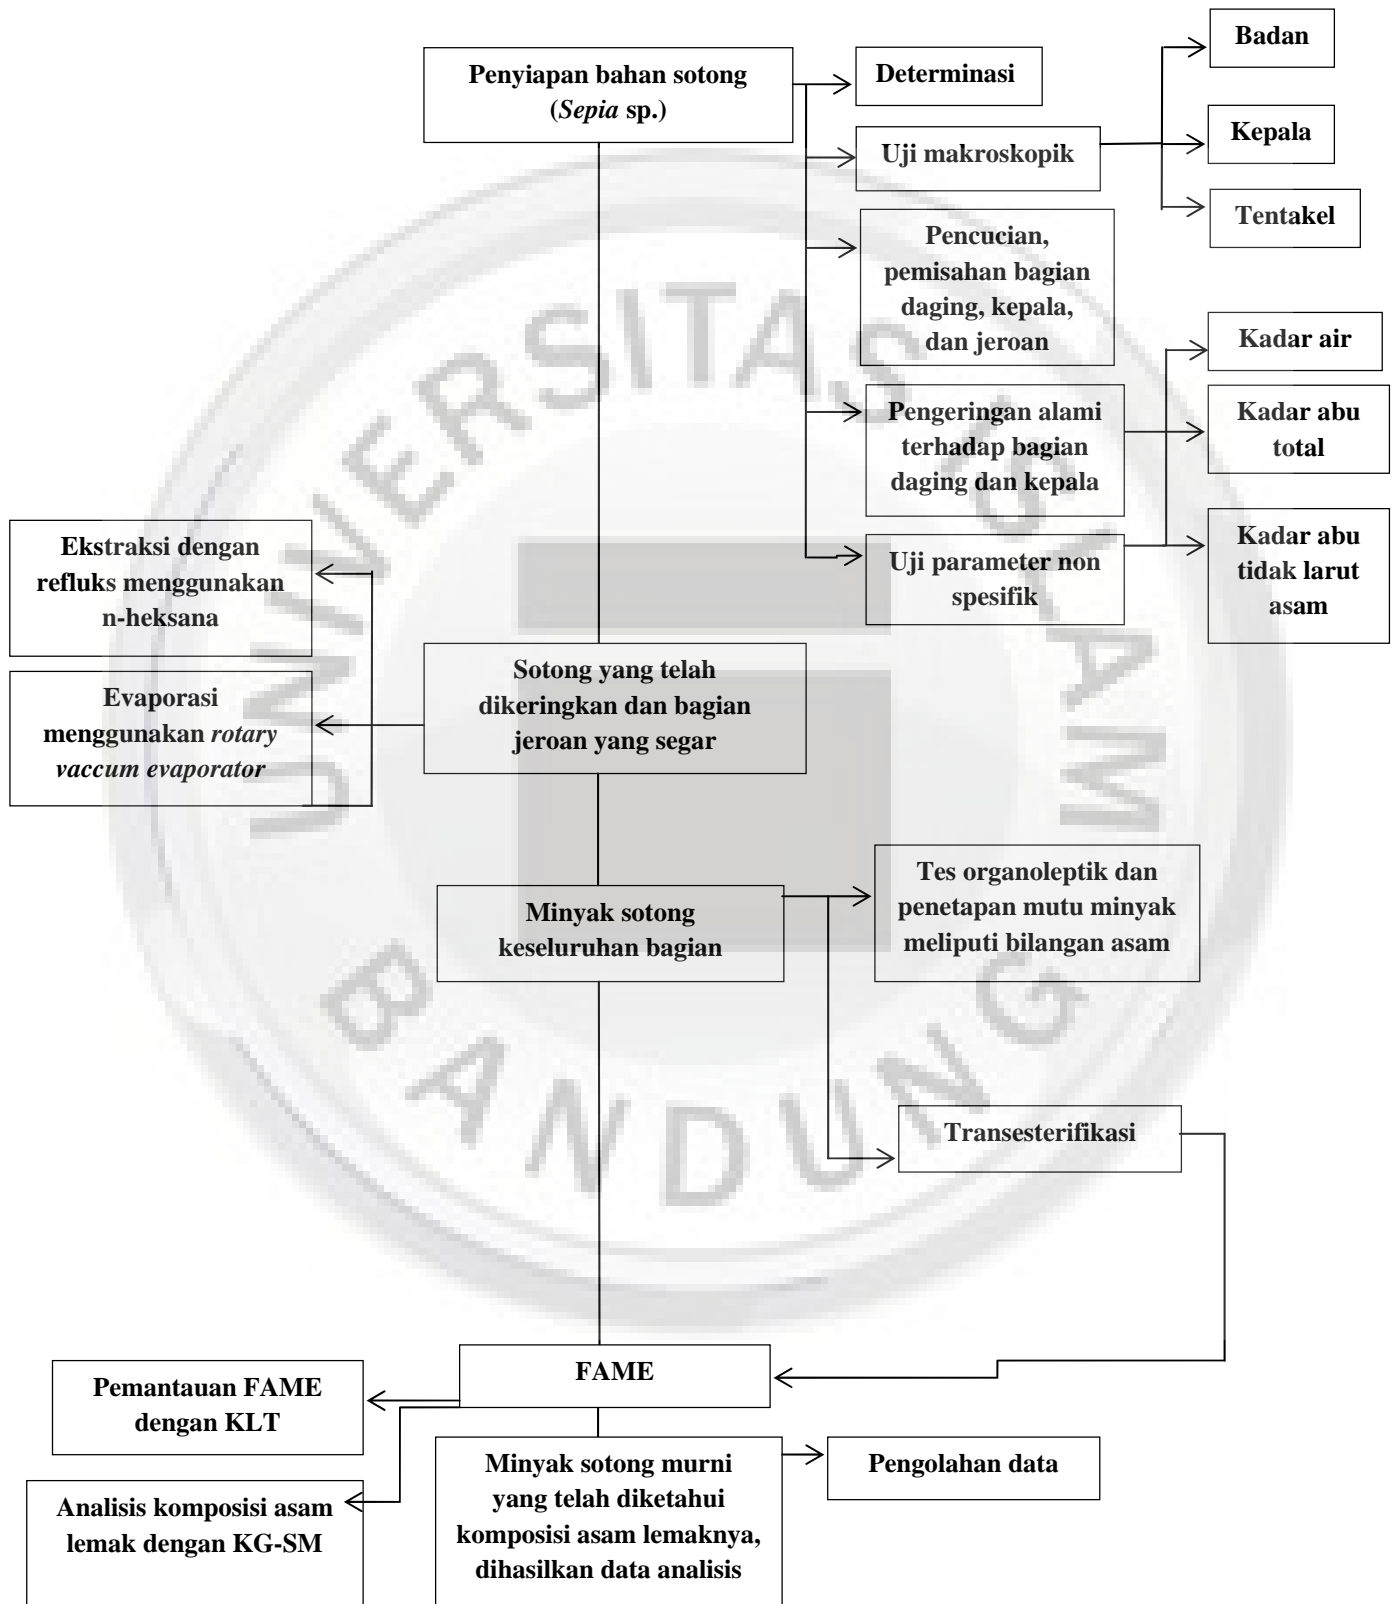 Penyiapan bahan sotong
(Sepia sp.)
Determinasi
Uji makroskopik
Badan
Kepala
Tentakel
Pencucian,
pemisahan bagian
daging, kepala,
dan jeroan
Pengeringan alami
terhadap bagian
daging dan kepala
Uji parameter non
spesifik
Kadar air
Kadar abu
total
Kadar abu
tidak larut
asam
Ekstraksi dengan
refluks menggunakan
n-heksana
Evaporasi
menggunakan rotary
vaccum evaporator
Sotong yang telah
dikeringkan dan bagian
jeroan yang segar
Minyak sotong
keseluruhan bagian
Tes organoleptik dan
penetapan mutu minyak
meliputi bilangan asam
Transesterifikasi
FAME
Pemantauan FAME
dengan KLT
Analisis komposisi asam
lemak dengan KG-SM
Minyak sotong murni
yang telah diketahui
komposisi asam lemaknya,
dihasilkan data analisis
Pengolahan data
UNIVERSITAS ISLAM
BANDUNG